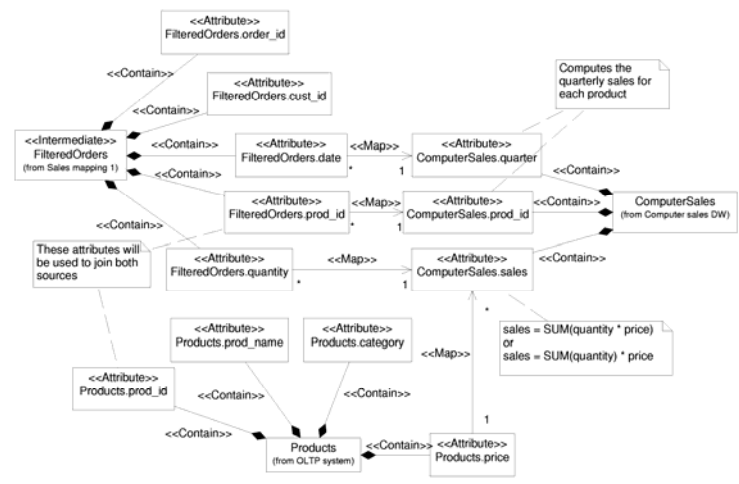 <<Attribute>>
FilteredOrders.order_id
<<Contain>>
<<Attribute>>
FilteredOrders.cust_id
<<Contain>>
Computes the
quarterly sales for
each product
<<Intermediate>>
FilteredOrders
(from Sales mapping 1)
<<Contain>>
<<Attribute>>
FilteredOrders.date
<<Map>>
*
1
<<Attribute>>
ComputerSales.quarter
<<Contain>>
<<Contain>>
<<Attribute>>
FilteredOrders.prod_id
<<Map>>
*
1
<<Attribute>>
ComputerSales.prod_id
<<Contain>>
ComputerSales
(from Computer sales DW)
<<Contain>>
These attributes will
be used to join both
sources
<<Attribute>>
FilteredOrders.quantity
<<Map>>
*
1
<<Attribute>>
ComputerSales.sales
<<Contain>>
<<Attribute>>
Products.prod_name
<<Attribute>>
Products.category
*
<<Map>>
1
sales = SUM(quantity * price)
or
sales = SUM(quantity) * price
<<Attribute>>
Products.prod_id
<<Contain>>
<<Contain>>
<<Contain>>
Products
(from OLTP system)
<<Contain>>
<<Attribute>>
Products.price